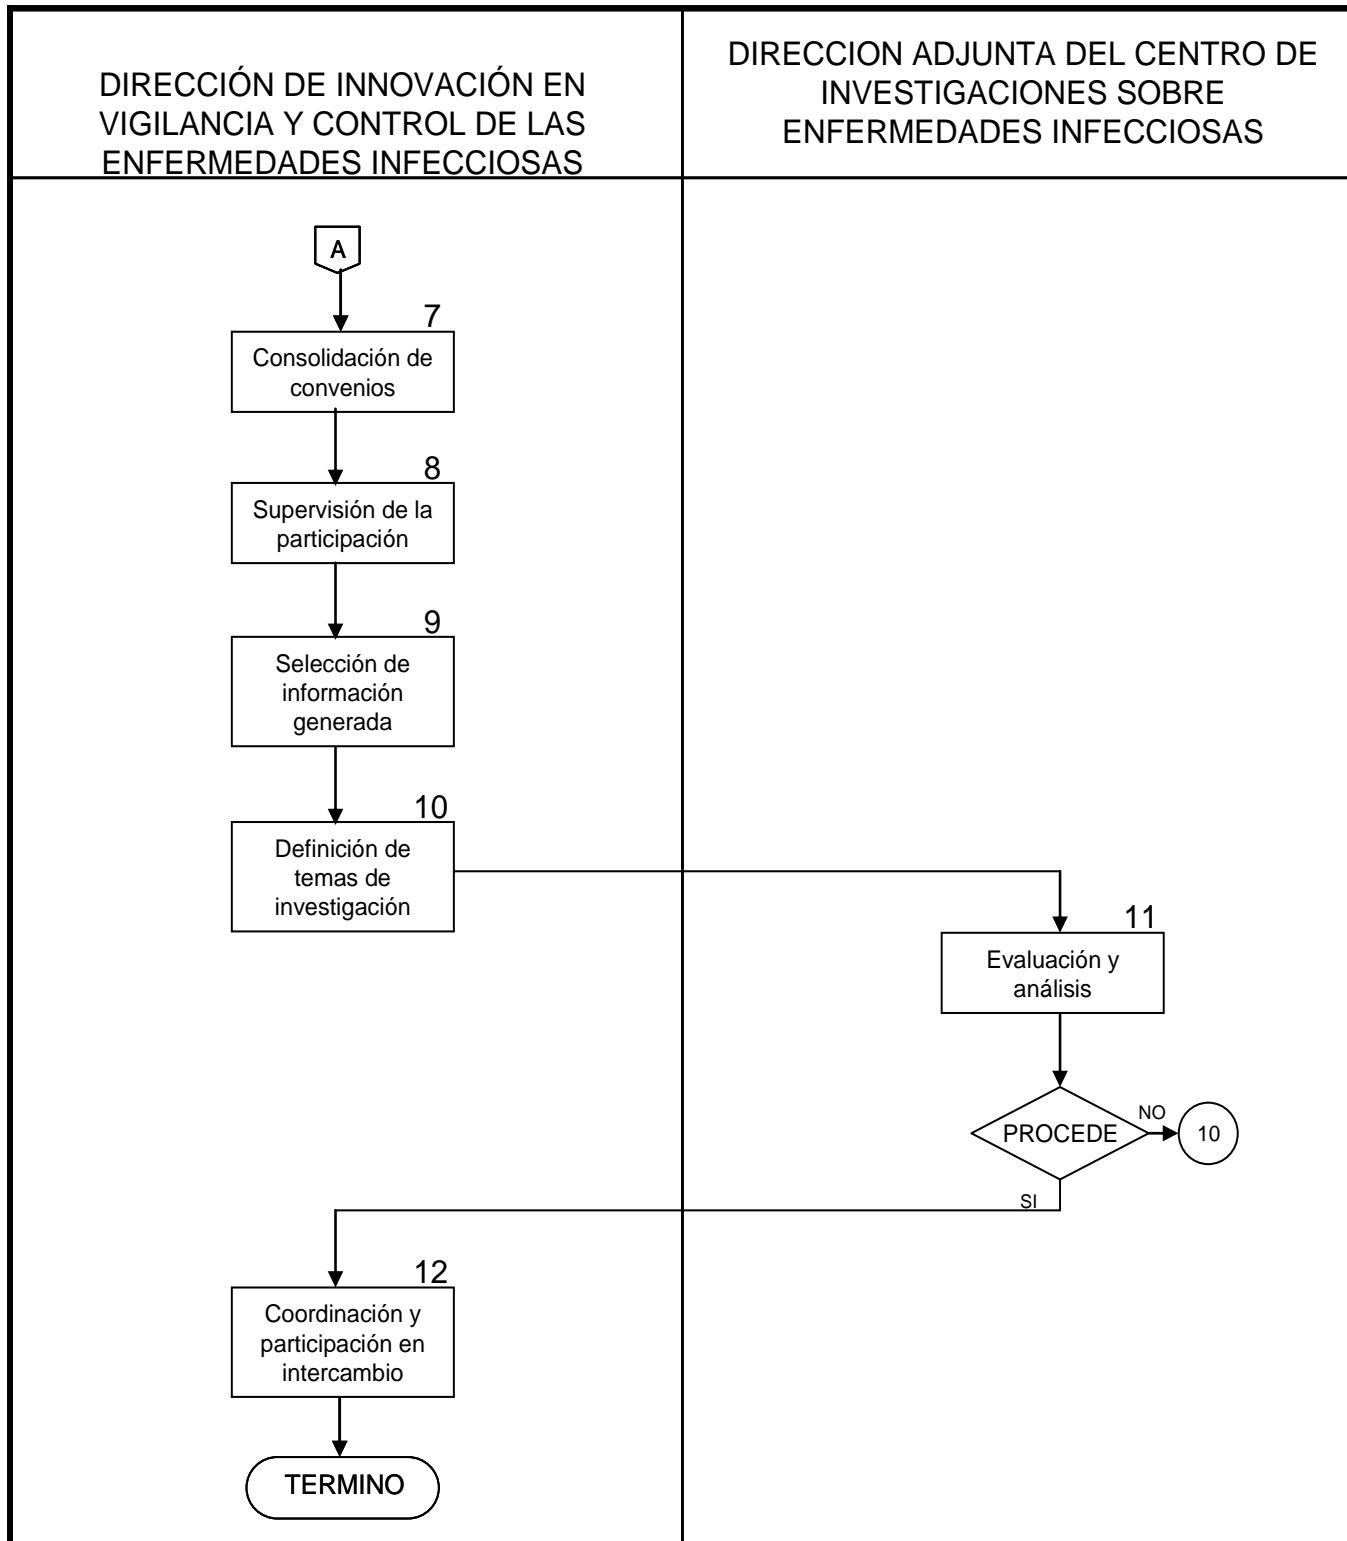 DIRECCIÓN DE INNOVACIÓN EN
VIGILANCIA Y CONTROL DE LAS
ENFERMEDADES INFECCIOSAS
DIRECCION ADJUNTA DEL CENTRO DE
INVESTIGACIONES SOBRE
ENFERMEDADES INFECCIOSAS
A
7
Consolidación de
convenios
8
Supervisión de la
participación
9
Selección de
información
generada
10
Definición de
temas de
investigación
11
Evaluación y
análisis
PROCEDE
NO
10
SI
12
Coordinación y
participación en
intercambio
TERMINO